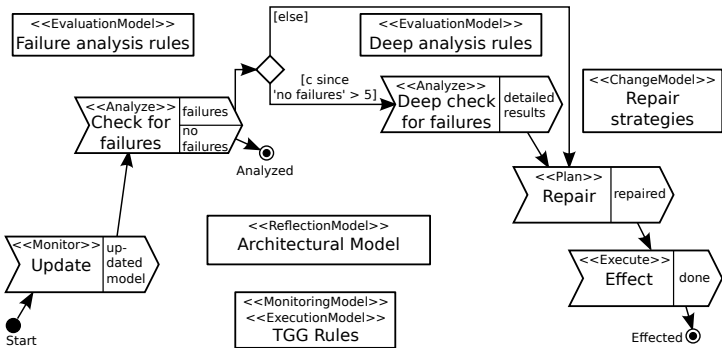 [else]
<<EvaluationModel>>
Failure analysis rules
<<EvaluationModel>>
Deep analysis rules
[c since
'no failures' > 5]
<<Analyze>>
Check for
failures
failures
no
failures
<<Analyze>>
Deep check
for failures
detailed
results
<<ChangeModel>>
Repair
strategies
Analyzed
<<Plan>>
Repair
repaired
<<Monitor>>
Update
up-
dated
model
<<ReflectionModel>>
Architectural Model
<<Execute>>
Effect
done
<<MonitoringModel>>
<<ExecutionModel>>
TGG Rules
Start
Effected